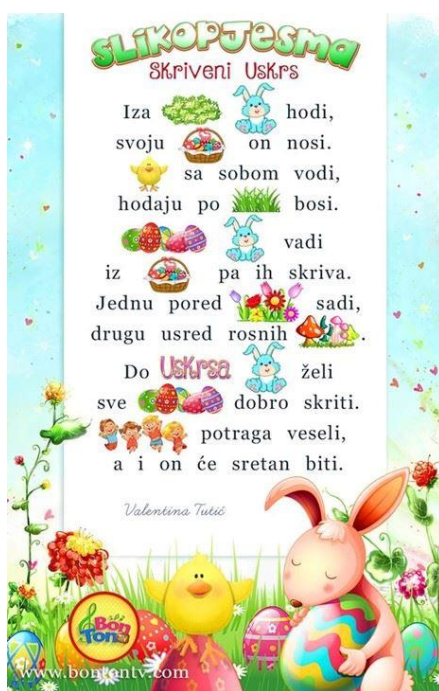 SLIKOPJESMA
Skriveni Uskrs
Iza hodi,
svoju on nosi.
sa sobom vodi,
hodaju po bosi.
vadi
iz pa ih skriva.
Jednu pored sadi,
drugu usred rosnih .
Do Uskrsa želi
sve dobro skriti.
potraga veseli,
a i on će sretan biti.
Valentina Tutić
Bon
Ton
www.bontontv.com